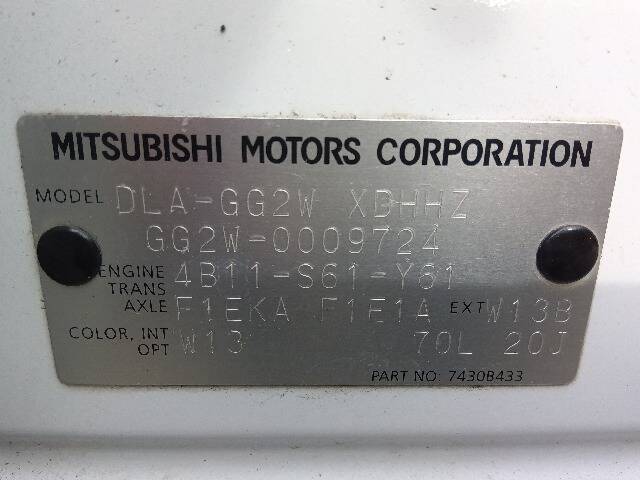 MITSUBISHI MOTORS CORPORATION
MODEL DLA-GG2W XDHHZ
GG2W-0009724
ENGINE 4B11-S61-Y61
TRANS
AXLE F1EKA F1E1A EXT W13B
COLOR, INT W13 70L 20J
OPT
PART NO: 7430B433